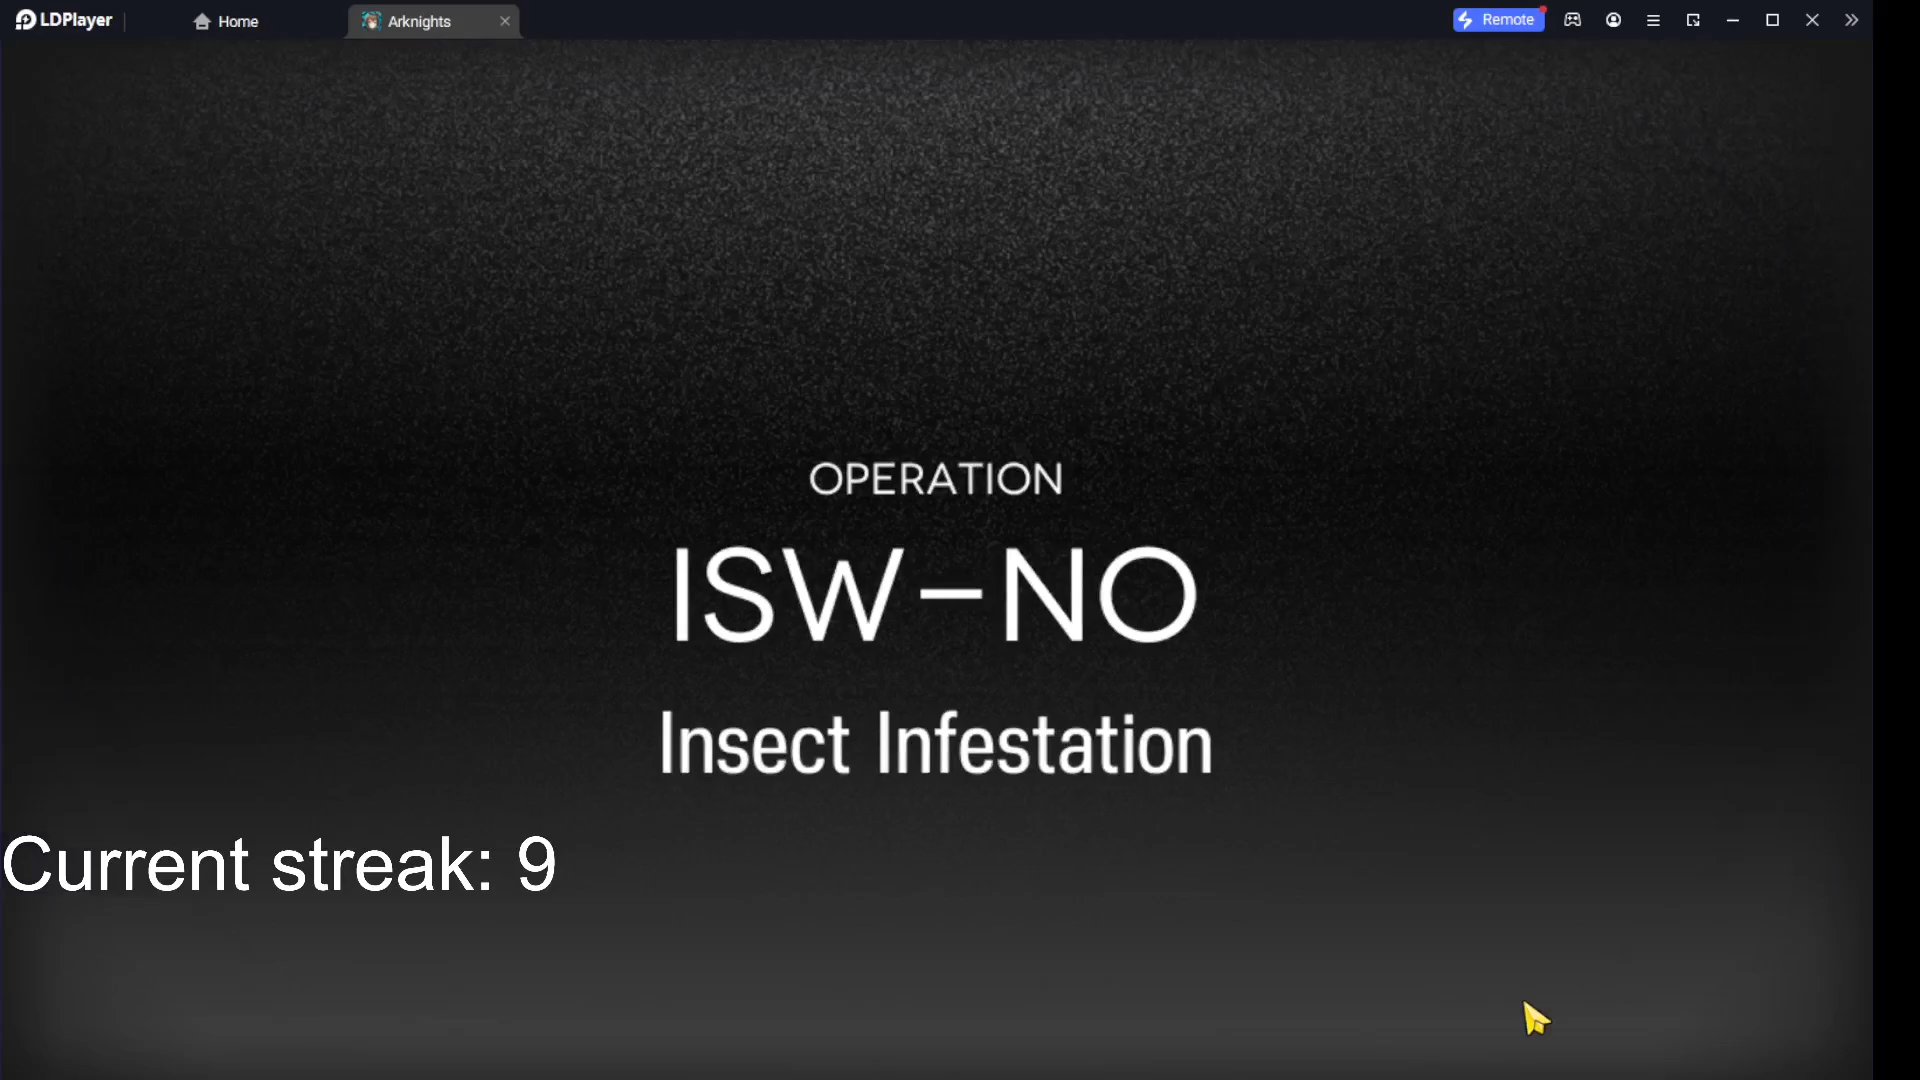 LDPlayer
Home
Arknights
Remote
OPERATION
ISW-NO
Insect Infestation
Current streak: 9